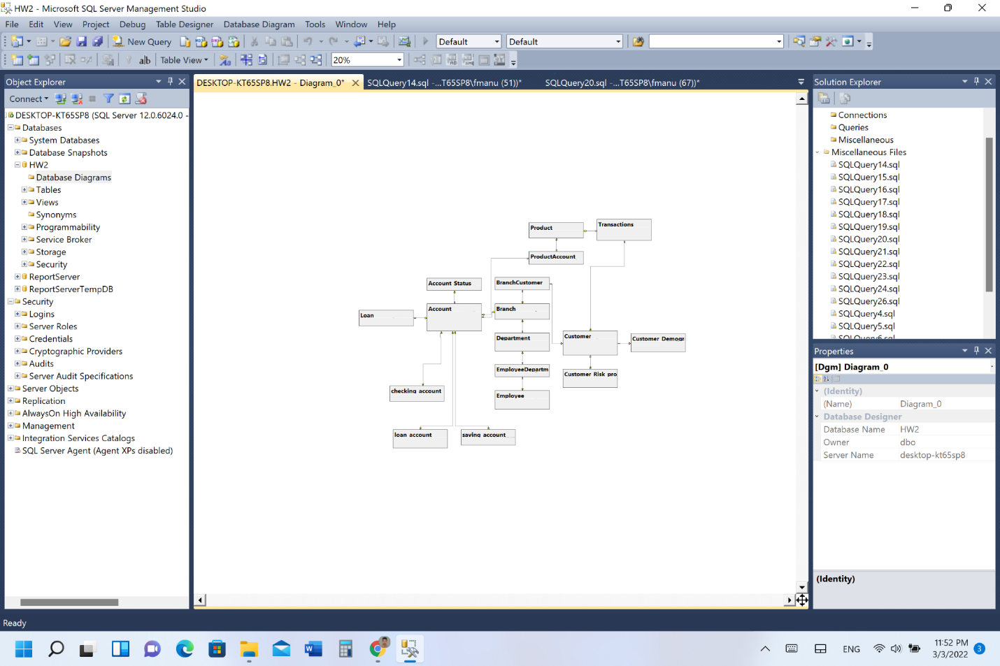 HW2 - Microsoft SQL Server Management Studio
File Edit View Project Debug Table Designer Database Diagram Tools Window Help
New Query Default Default
ab| Table View 20%
Object Explorer
Connect
DESKTOP-KT65SP8 (SQL Server 12.0.6024.0 -
Databases
System Databases
Database Snapshots
HW2
Database Diagrams
Tables
Views
Synonyms
Programmability
Service Broker
Storage
Security
ReportServer
ReportServerTempDB
Security
Logins
Server Roles
Credentials
Cryptographic Providers
Audits
Server Audit Specifications
Server Objects
Replication
AlwaysOn High Availability
Management
Integration Services Catalogs
SQL Server Agent (Agent XPs disabled)
DESKTOP-KT65SP8.HW2 - Diagram_0* SQLQuery14.sql -...T65SP8\fmanu (51))* SQLQuery20.sql -...T65SP8\fmanu (67))*
Product
Transactions
ProductAccount
Account Status
BranchCustomer
Loan
Account
Branch
Department
Customer
Customer Demogr
EmployeeDepartm
Customer Risk pro
checking account
Employee
loan account
saving account
Solution Explorer
Connections
Queries
Miscellaneous
Miscellaneous Files
SQLQuery14.sql
SQLQuery15.sql
SQLQuery16.sql
SQLQuery17.sql
SQLQuery18.sql
SQLQuery19.sql
SQLQuery20.sql
SQLQuery21.sql
SQLQuery22.sql
SQLQuery23.sql
SQLQuery24.sql
SQLQuery26.sql
SQLQuery4.sql
SQLQuery5.sql
SQLQuery6.sql
Properties
[Dgm] Diagram_0
(Identity)
(Name) Diagram_0
Database Designer
Database Name HW2
Owner dbo
Server Name desktop-kt65sp8
(Identity)
Ready
ENG
11:52 PM
3/3/2022
3